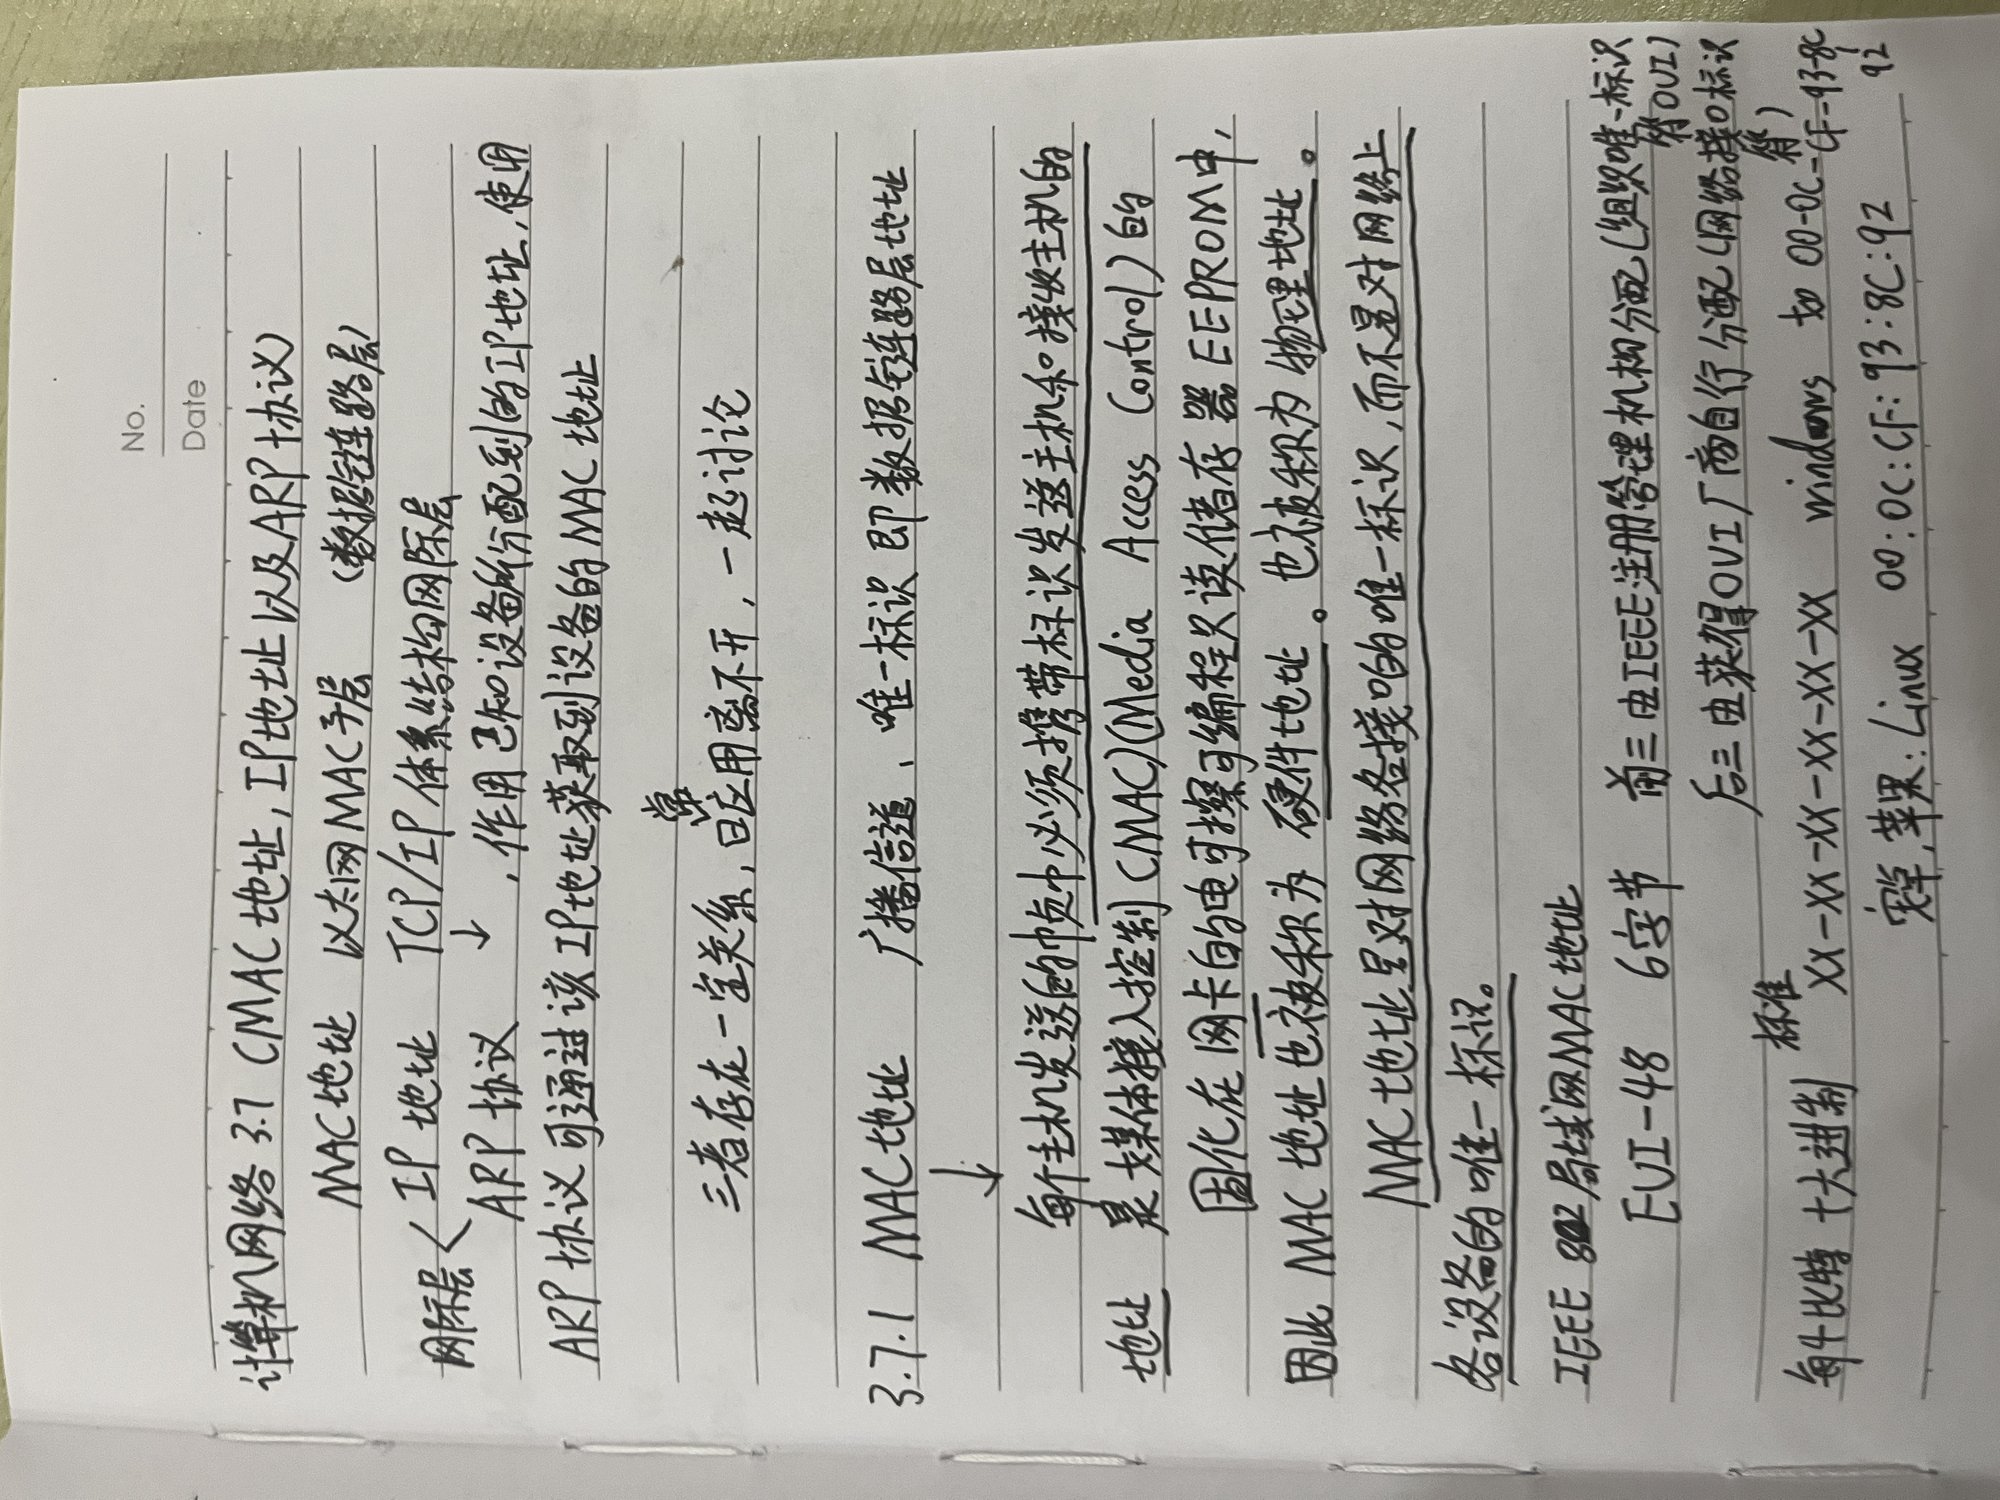 No.
Date
计算机网络 3.7 (MAC地址, IP地址以及ARP协议)
MAC地址 以太网MAC子层 (数据链路层)
网际层 < IP地址 TCP/IP体系结构网际层
ARP协议 ↓ , 作用 已知设备所分配到的IP地址, 使用
ARP协议可通过该IP地址获取到设备的MAC地址
三者存在一定关系, 日常应用离不开, 一起讨论
3.7.1 MAC地址 广播信道、唯一标识 即数据链路层地址
↓
每个主机发送的帧中必须携带标识发送主机和接收主机的
地址 是媒体接入控制(MAC)(Media Access Control)的
固化在网卡的电可擦可编程只读储存器EEPROM中,
因此 MAC地址也被称为 硬件地址。也被称为 物理地址。
MAC地址是对网络各接口的唯一标识, 而不是对网络上
各设备的唯一标识。
IEEE 802局域网MAC地址
EUI-48 6字节 前三由IEEE注册管理机构分配(组织唯一标识
符OUI)
后三由获得OUI厂商自行分配(网络接口标识
符)
每4比特 十六进制 标准 XX-XX-XX-XX-XX-XX windows 如 00-0C-CF-93-8C
-92
安卓,苹果:Linux 00:0C:CF:93:8C:92